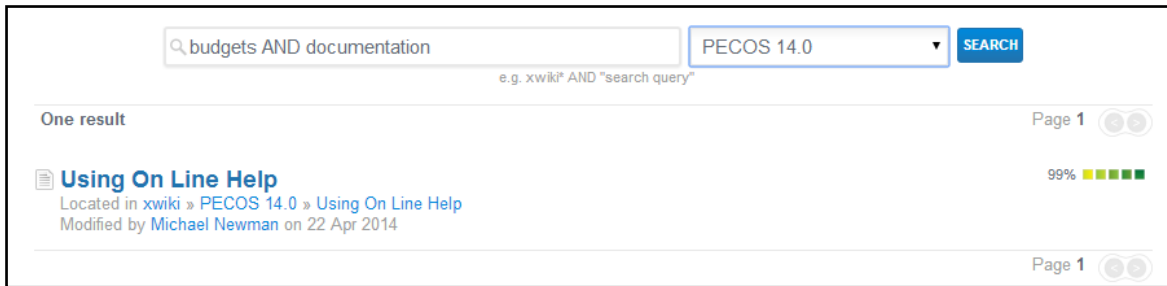 budgets AND documentation PECOS 14.0 SEARCH
e.g. xwiki* AND "search query"
One result Page 1
Using On Line Help 99%
Located in xwiki » PECOS 14.0 » Using On Line Help
Modified by Michael Newman on 22 Apr 2014
Page 1